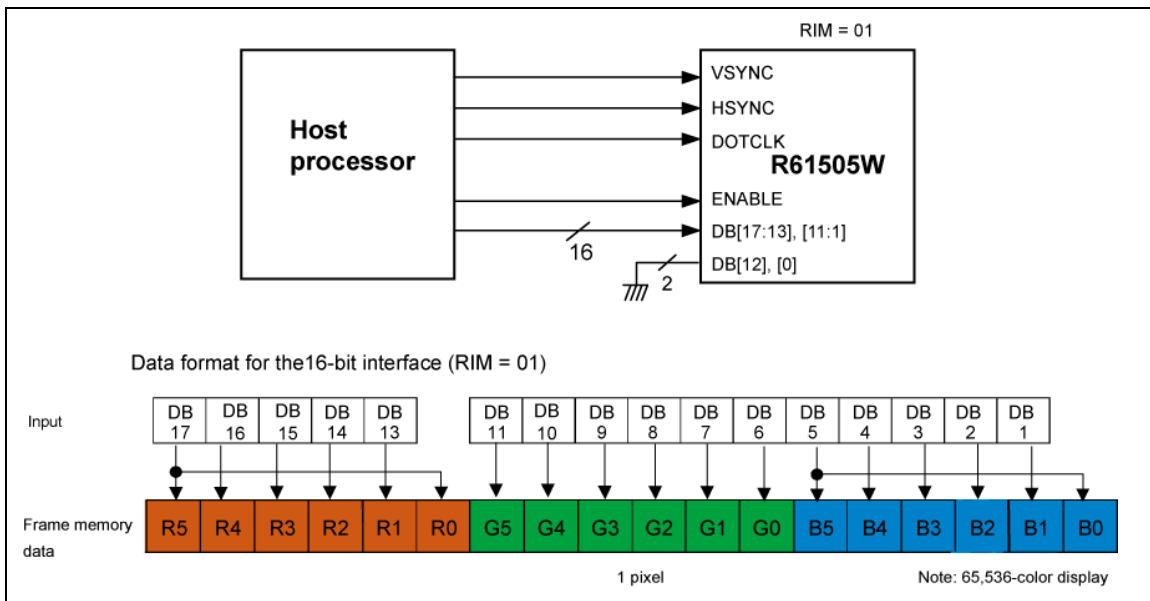 RIM = 01
Host
processor
VSYNC
HSYNC
DOTCLK
R61505W
ENABLE
DB[17:13], [11:1]
16
DB[12], [0]
2
Data format for the16-bit interface (RIM = 01)
Input
DB 17 DB 16 DB 15 DB 14 DB 13 DB 11 DB 10 DB 9 DB 8 DB 7 DB 6 DB 5 DB 4 DB 3 DB 2 DB 1
Frame memory
data
R5 R4 R3 R2 R1 R0 G5 G4 G3 G2 G1 G0 B5 B4 B3 B2 B1 B0
1 pixel
Note: 65,536-color display